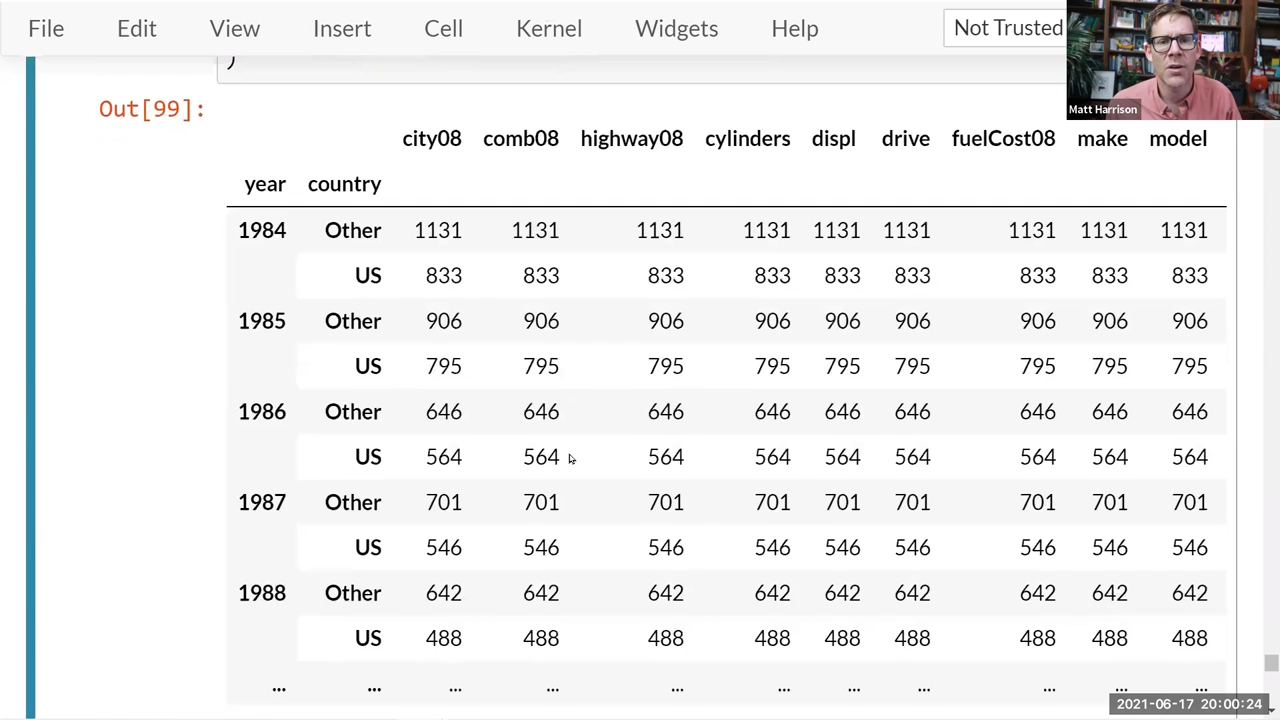 File Edit View Insert Cell Kernel Widgets Help Not Trusted
)
Matt Harrison
Out[99]:
city08 comb08 highway08 cylinders displ drive fuelCost08 make model
year country
1984 Other 1131 1131 1131 1131 1131 1131 1131 1131 1131
US 833 833 833 833 833 833 833 833 833
1985 Other 906 906 906 906 906 906 906 906 906
US 795 795 795 795 795 795 795 795 795
1986 Other 646 646 646 646 646 646 646 646 646
US 564 564 564 564 564 564 564 564 564
1987 Other 701 701 701 701 701 701 701 701 701
US 546 546 546 546 546 546 546 546 546
1988 Other 642 642 642 642 642 642 642 642 642
US 488 488 488 488 488 488 488 488 488
... ... ... ... ... ... ... ... ... ... ...
2021-06-17 20:00:24